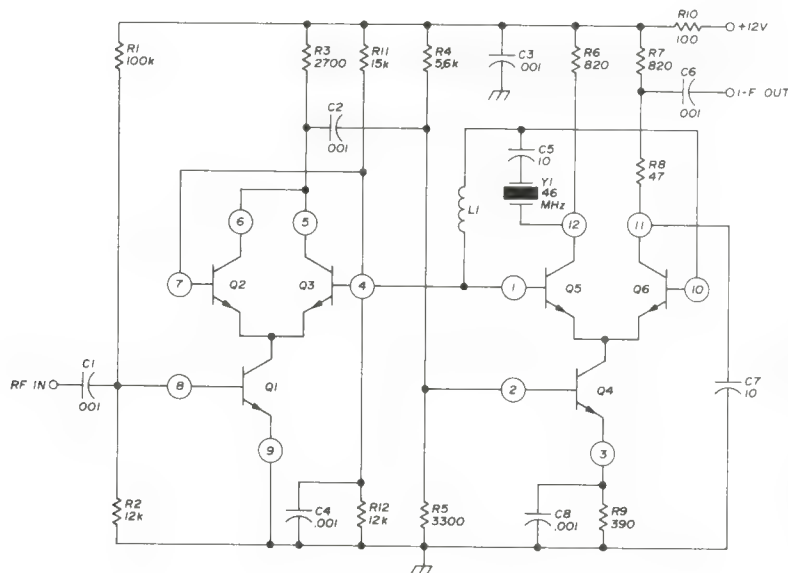 R10
100
+12V
R1
100k
R3
2700
R11
15k
R4
5.6k
C3
.001
R6
820
R7
820
C6
.001
I-F OUT
C2
.001
C5
10
Y1
46
MHz
R8
47
L1
6
5
12
11
7
Q2
Q3
4
1
Q5
Q6
10
RF IN
C1
.001
8
Q1
2
Q4
C7
10
9
3
R2
12k
C4
.001
R12
12k
R5
3300
C8
.001
R9
390